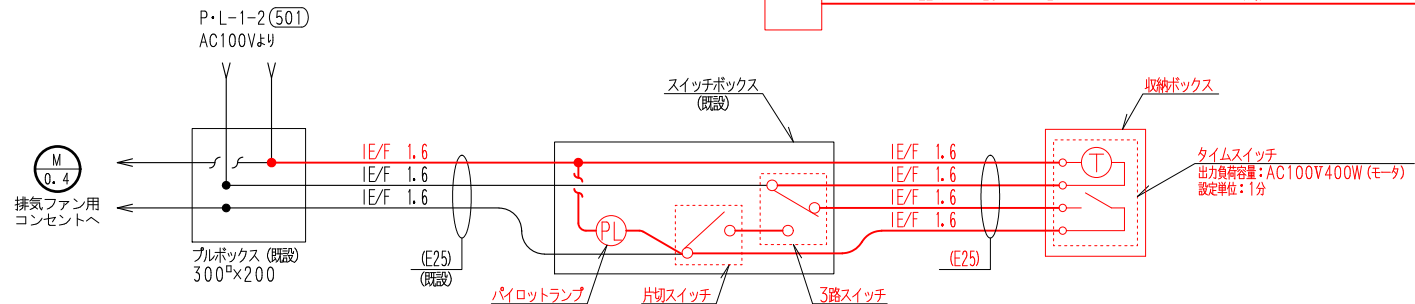 P・L-1-2 501
AC100Vより
M
0.4
排気ファン用
コンセントへ
IE/F 1.6
IE/F 1.6
IE/F 1.6
プルボックス (既設)
300□×200
(E25)
(既設)
スイッチボックス
(既設)
PL
パイロットランプ
片切スイッチ
3路スイッチ
IE/F 1.6
IE/F 1.6
IE/F 1.6
IE/F 1.6
(E25)
収納ボックス
T
タイムスイッチ
出力負荷容量：AC100V400W (モータ)
設定単位：1分